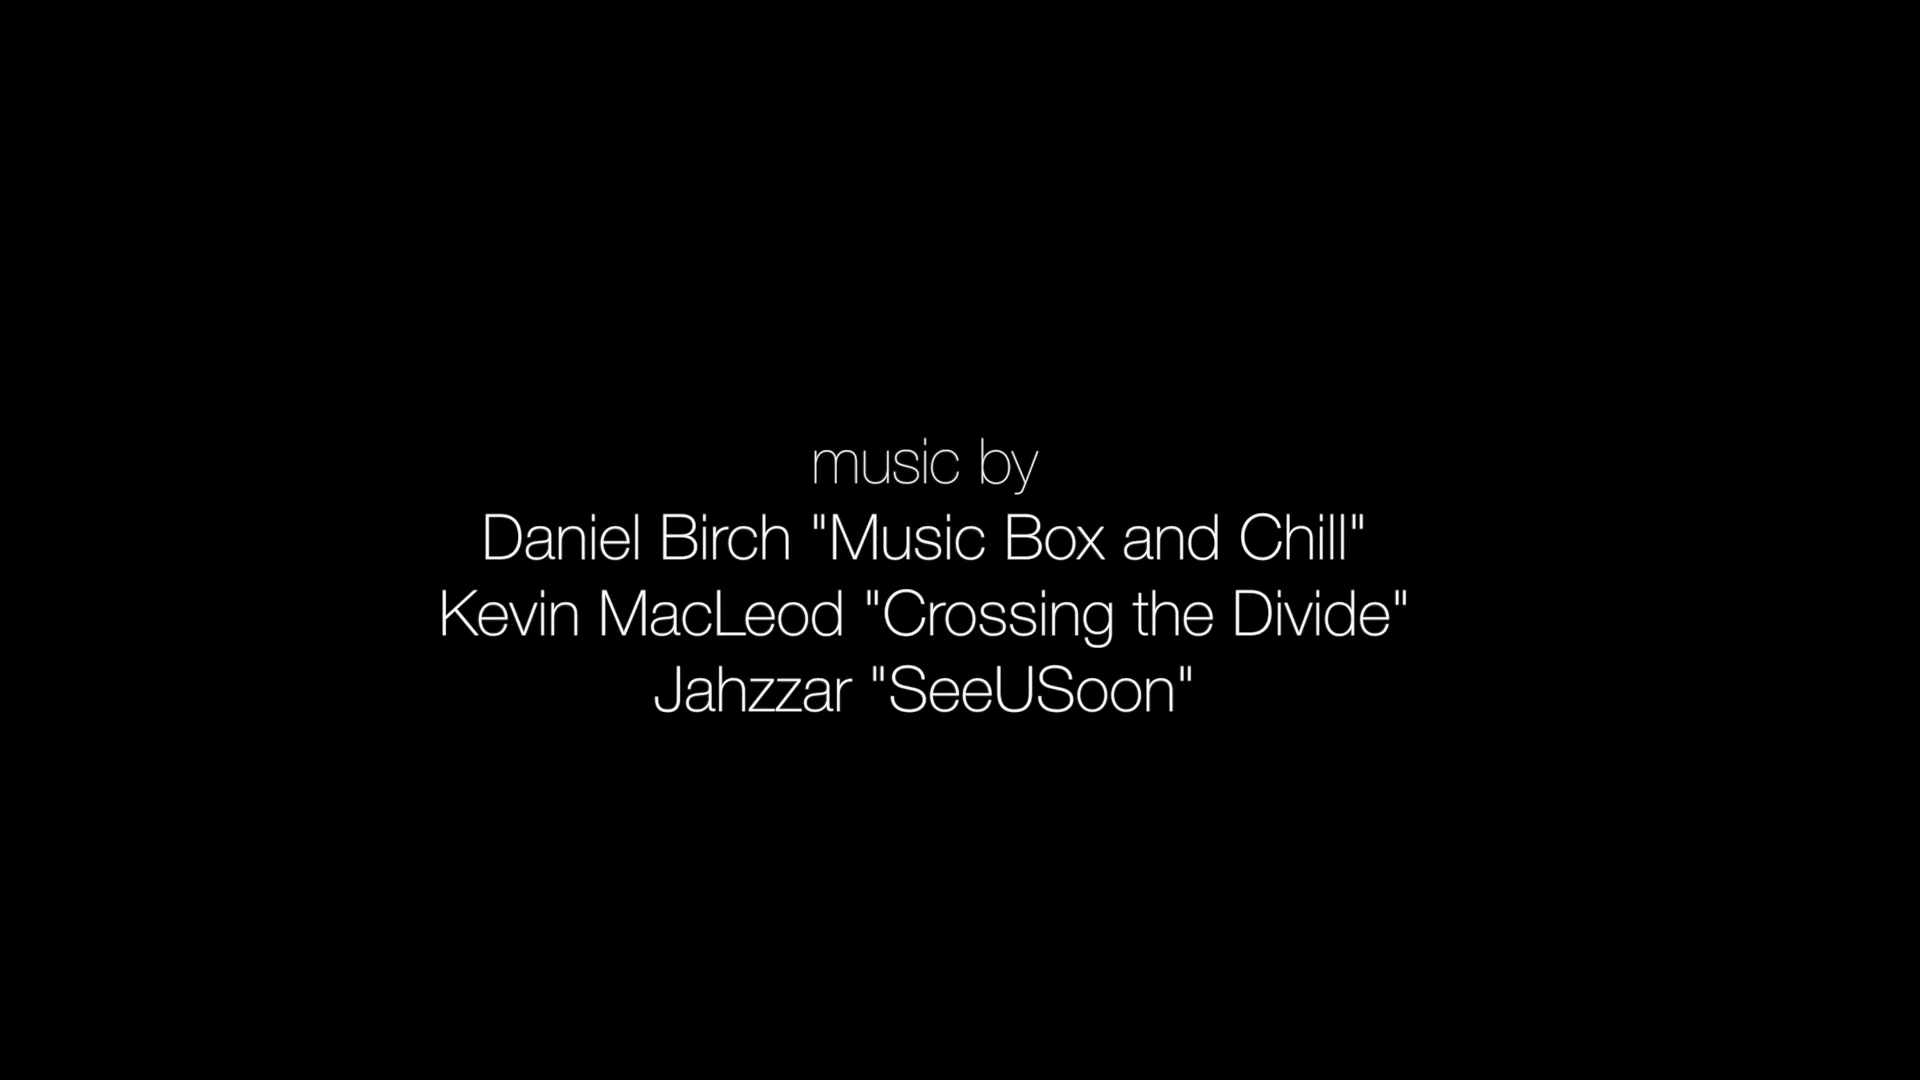 music by
Daniel Birch "Music Box and Chill"
Kevin MacLeod "Crossing the Divide"
Jahzzar "SeeUSoon"